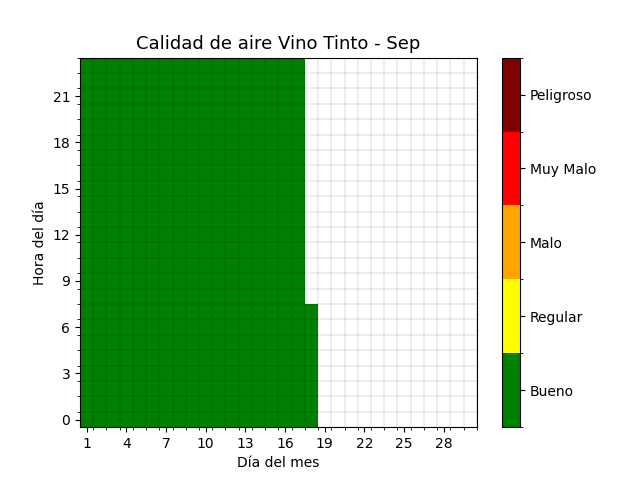 Calidad de aire Vino Tinto - Sep
Hora del día
21
18
15
12
9
6
3
0
1 4 7 10 13 16 19 22 25 28
Día del mes
Peligroso
Muy Malo
Malo
Regular
Bueno